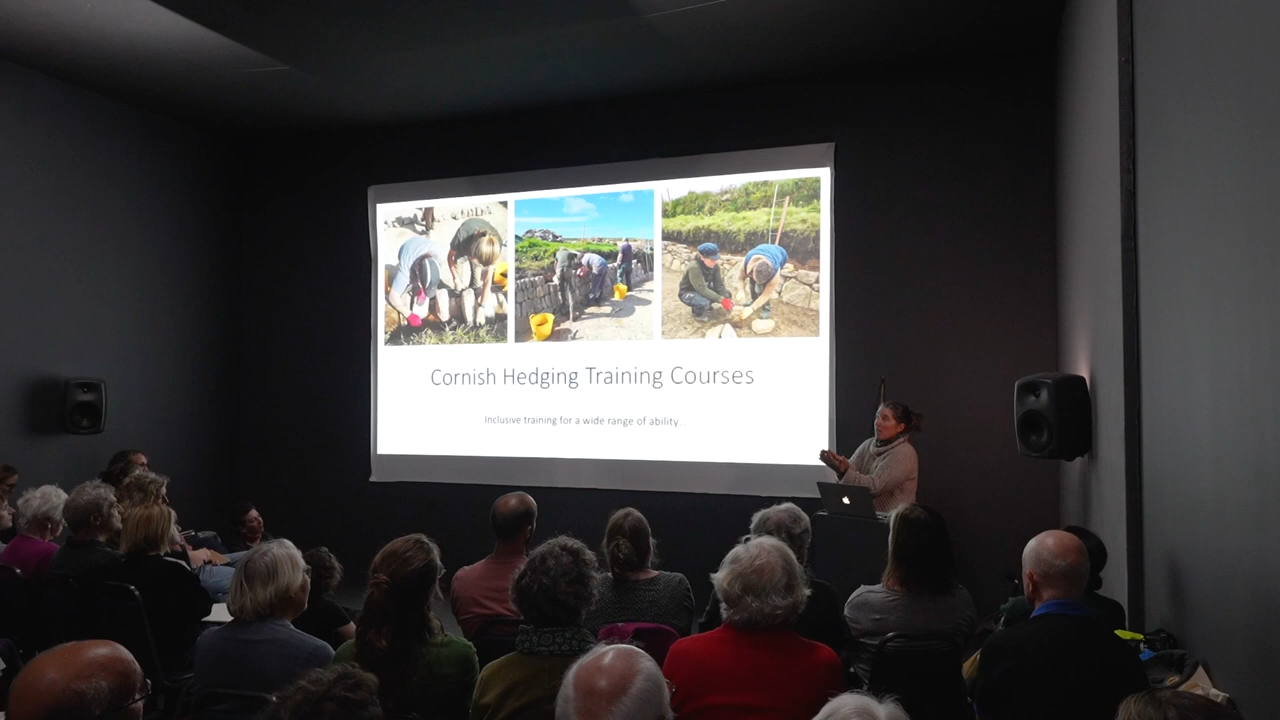 Cornish Hedging Training Courses
Inclusive training for a wide range of ability...